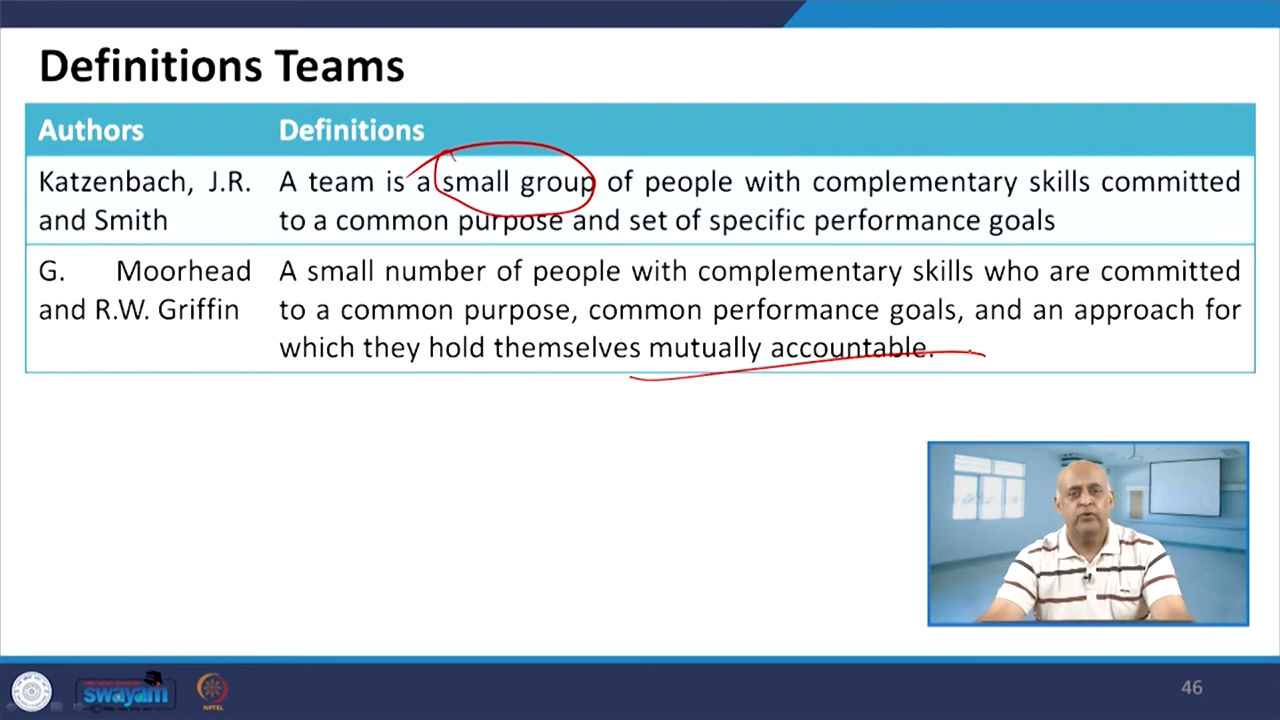 Definitions Teams
Authors Definitions
Katzenbach, J.R. and Smith
A team is a small group of people with complementary skills committed
to a common purpose and set of specific performance goals
G. Moorhead and R.W. Griffin
A small number of people with complementary skills who are committed
to a common purpose, common performance goals, and an approach for
which they hold themselves mutually accountable.
swayam
NPTEL
46